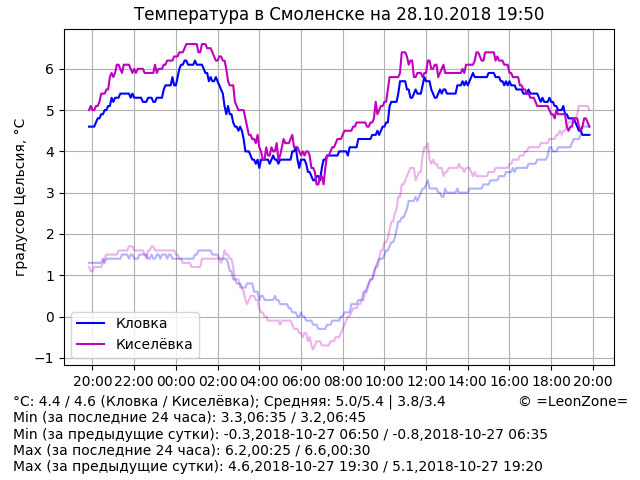 Температура в Смоленске на 28.10.2018 19:50
градусов Цельсия, °C
6
5
4
3
2
1
0
−1
Кловка
Киселёвка
20:00 22:00 00:00 02:00 04:00 06:00 08:00 10:00 12:00 14:00 16:00 18:00 20:00
°C: 4.4 / 4.6 (Кловка / Киселёвка); Средняя: 5.0/5.4 | 3.8/3.4 © =LeonZone=
Min (за последние 24 часа): 3.3,06:35 / 3.2,06:45
Min (за предыдущие сутки): -0.3,2018-10-27 06:50 / -0.8,2018-10-27 06:35
Max (за последние 24 часа): 6.2,00:25 / 6.6,00:30
Max (за предыдущие сутки): 4.6,2018-10-27 19:30 / 5.1,2018-10-27 19:20